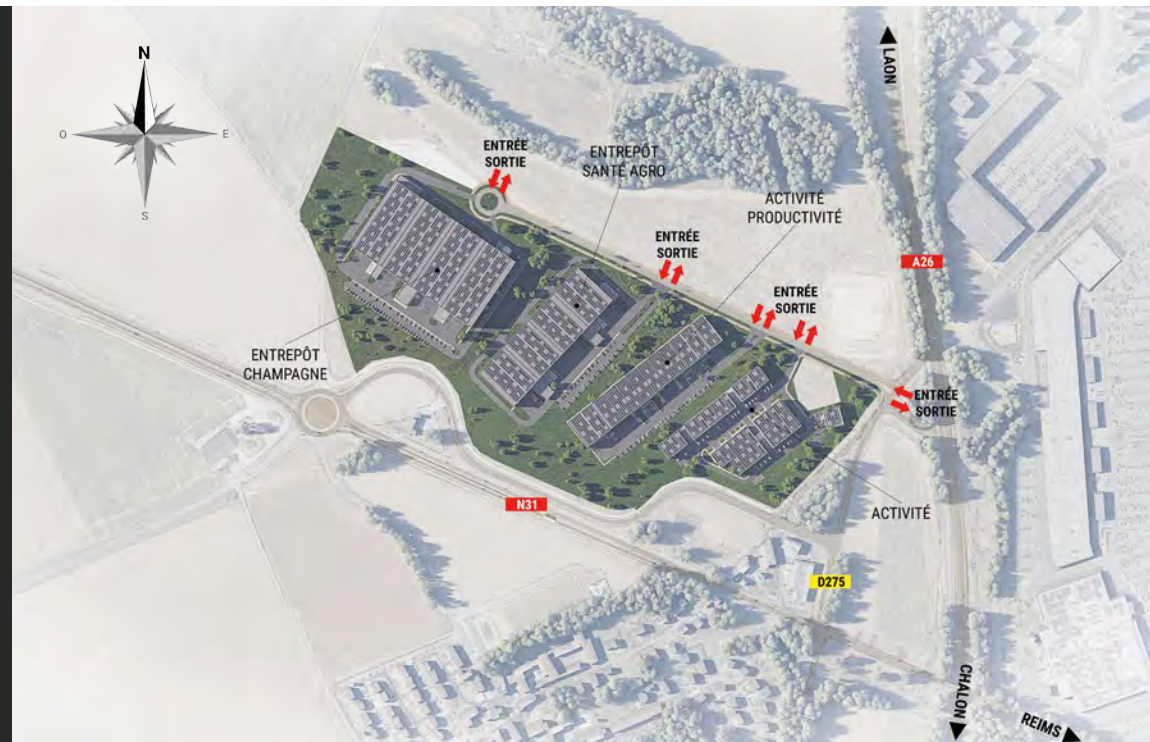 N
O
E
S
ENTRÉE
SORTIE
ENTREPÔT
SANTÉ AGRO
ACTIVITÉ
PRODUCTIVITÉ
ENTRÉE
SORTIE
ENTRÉE
SORTIE
ENTRÉE
SORTIE
LAON
A26
ENTREPÔT
CHAMPAGNE
N31
ACTIVITÉ
D275
CHALON
REIMS